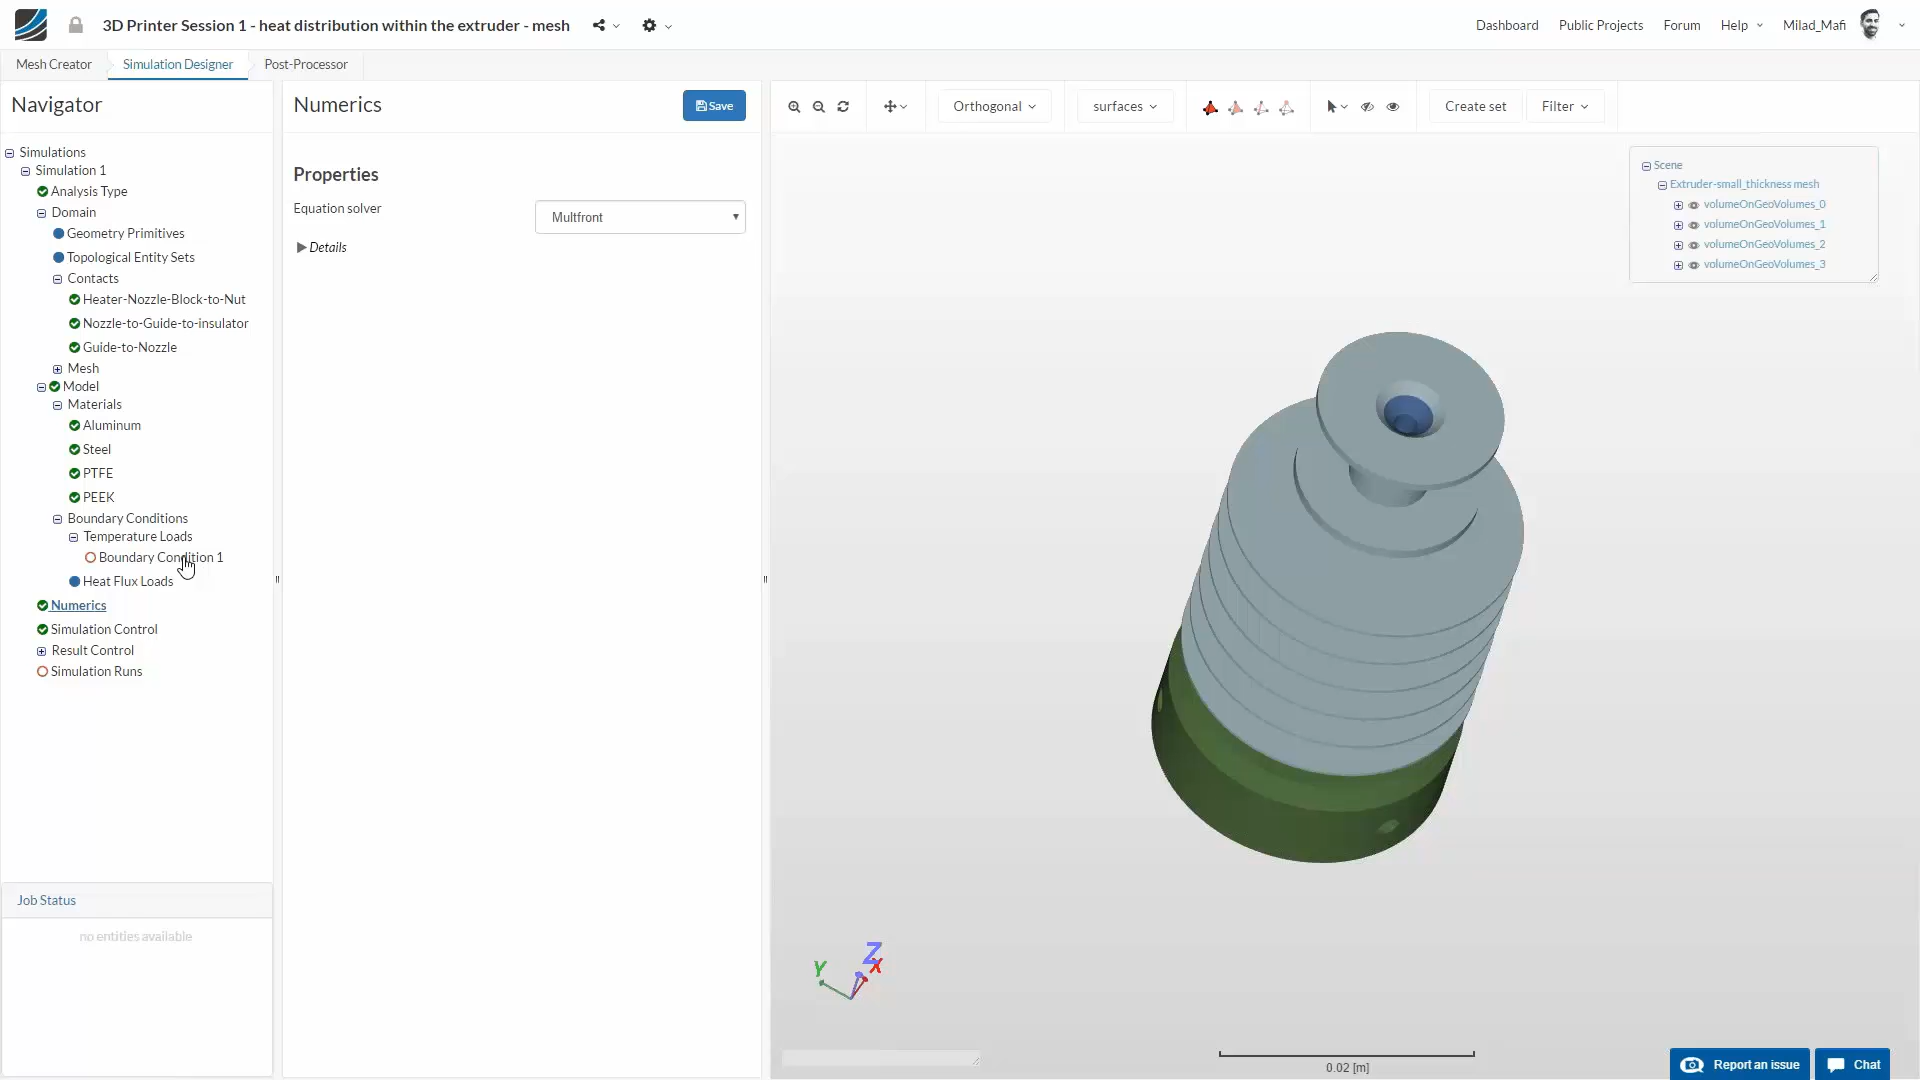 3D Printer Session 1 - heat distribution within the extruder - mesh
Dashboard
Public Projects
Forum
Help
Milad_Mafi
Mesh Creator
Simulation Designer
Post-Processor
Navigator
Simulations
Simulation 1
Analysis Type
Domain
Geometry Primitives
Topological Entity Sets
Contacts
Heater-Nozzle-Block-to-Nut
Nozzle-to-Guide-to-insulator
Guide-to-Nozzle
Mesh
Model
Materials
Aluminum
Steel
PTFE
PEEK
Boundary Conditions
Temperature Loads
Boundary Condition 1
Heat Flux Loads
Numerics
Simulation Control
Result Control
Simulation Runs
Job Status
no entities available
Numerics
Save
Properties
Equation solver
Multfront
Details
Orthogonal
surfaces
Create set
Filter
Scene
Extruder-small_thickness mesh
volumeOnGeoVolumes_0
volumeOnGeoVolumes_1
volumeOnGeoVolumes_2
volumeOnGeoVolumes_3
Z
Y
X
0.02 [m]
Report an issue
Chat